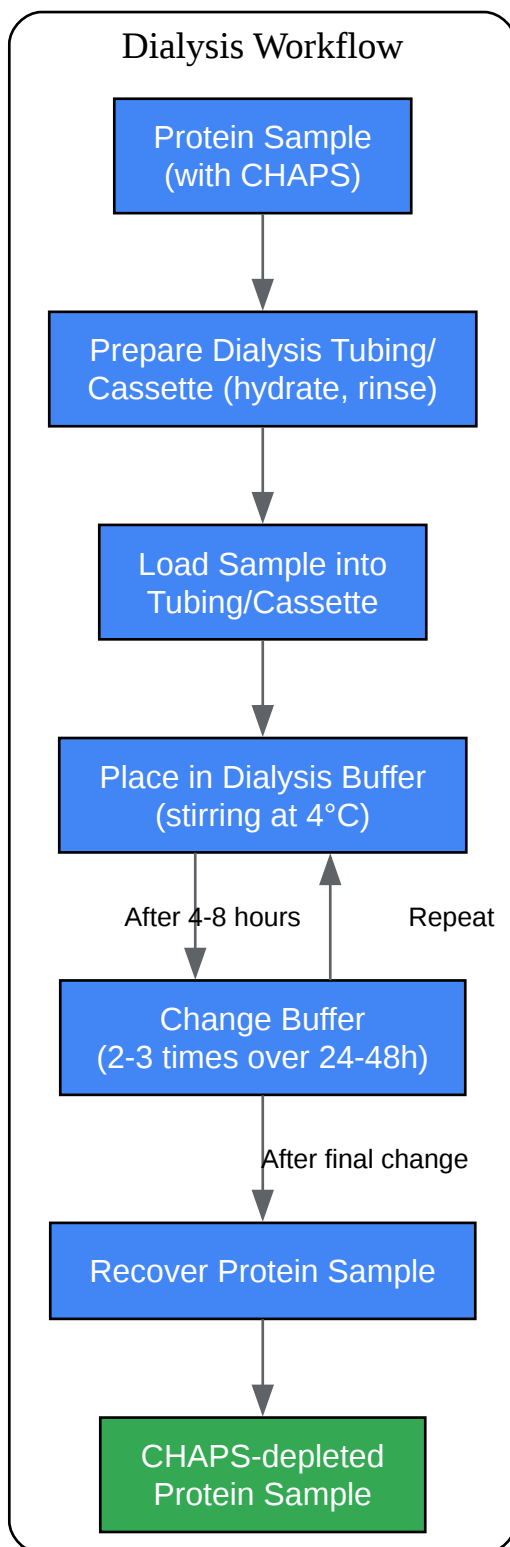 Dialysis Workflow
Protein Sample
(with CHAPS)
Prepare Dialysis Tubing/
Cassette (hydrate, rinse)
Load Sample into
Tubing/Cassette
Place in Dialysis Buffer
(stirring at 4°C)
After 4-8 hours
Repeat
Change Buffer
(2-3 times over 24-48h)
After final change
Recover Protein Sample
CHAPS-depleted
Protein Sample